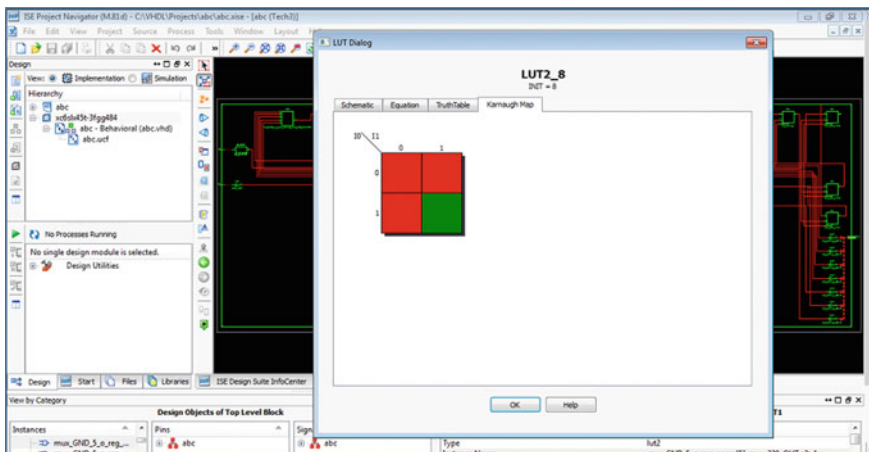 ISE Project Navigator (M.81d) - C:\VHDL\Projects\abc\abc.xise - [abc (Tech3)]
File Edit View Project Source Process Tools Window Layout
Design
View: Implementation Simulation
Hierarchy
abc
xc6slx45t-3fgg484
abc - Behavioral (abc.vhd)
abc.ucf
No Processes Running
No single design module is selected.
Design Utilities
Design Start Files Libraries ISE Design Suite InfoCenter
LUT Dialog
LUT2_8
INIT = 8
Schematic Equation TruthTable Karnaugh Map
I0 I1
0 1
0
1
OK Help
View by Category
Design Objects of Top Level Block
Instances Pins
mux_GND_5_o_reg_... abc abc Type lut2